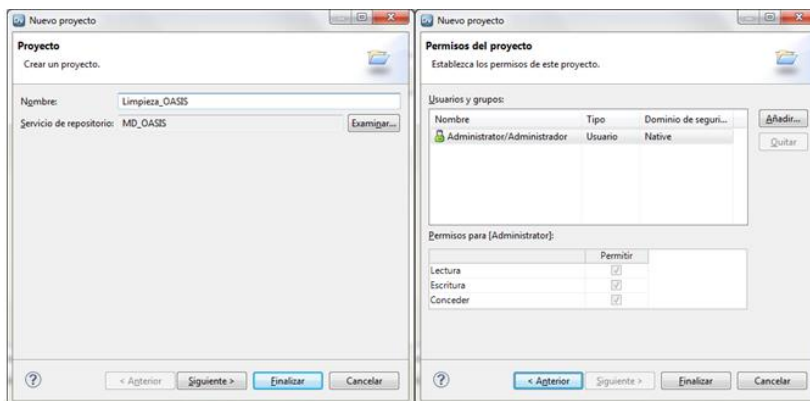 Nuevo proyecto
Proyecto
Crear un proyecto.
Nombre: Limpieza_OASIS
Servicio de repositorio: MD_OASIS Examinar...
? < Anterior Siguiente > Finalizar Cancelar
Nuevo proyecto
Permisos del proyecto
Establezca los permisos de este proyecto.
Usuarios y grupos:
Nombre Tipo Dominio de seguri... Añadir...
Administrator/Administrador Usuario Native Quitar
Permisos para [Administrator]:
Permitir
Lectura
Escritura
Conceder
? < Anterior Siguiente > Finalizar Cancelar